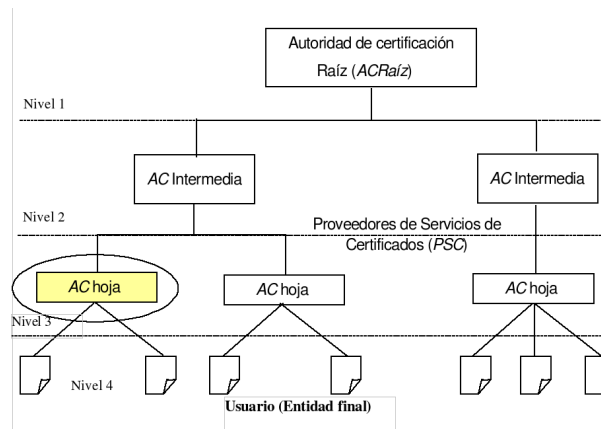 Autoridad de certificación
Raíz (ACRaíz)
Nivel 1
AC Intermedia
AC Intermedia
Nivel 2
Proveedores de Servicios de
Certificados (PSC)
AC hoja
AC hoja
AC hoja
Nivel 3
Nivel 4
Usuario (Entidad final)